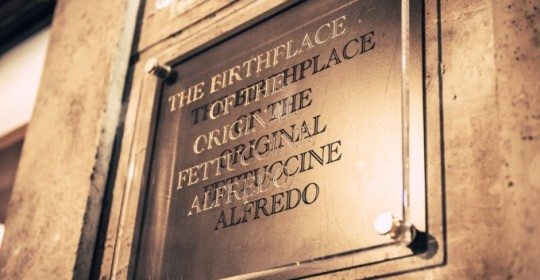 THE BIRTHPLACE
OF THE
ORIGINAL
FETTUCCINE
ALFREDO